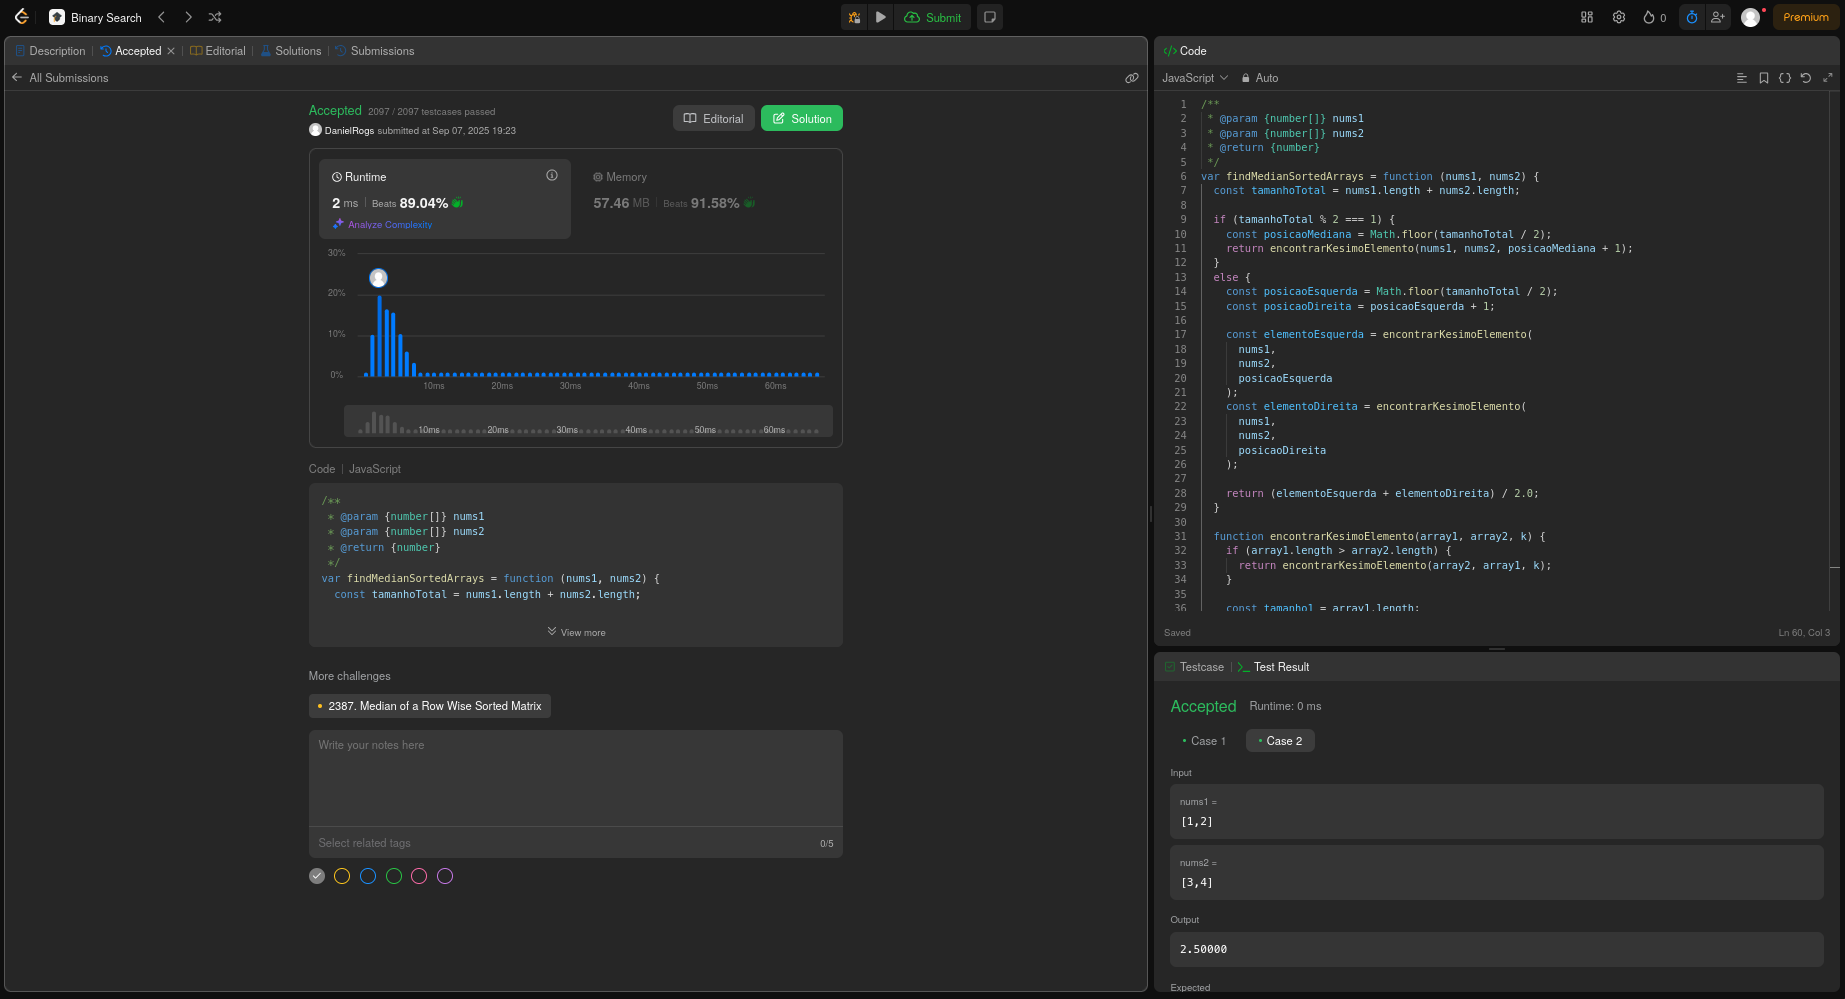 Binary Search
Submit
0
Premium
Description
Accepted
Editorial
Solutions
Submissions
All Submissions
Accepted 2097 / 2097 testcases passed
DanielRogs submitted at Sep 07, 2025 19:23
Editorial
Solution
Runtime
2 ms Beats 89.04%
Analyze Complexity
Memory
57.46 MB Beats 91.58%
30%
20%
10%
0%
10ms 20ms 30ms 40ms 50ms 60ms
10ms 20ms 30ms 40ms 50ms 60ms
Code | JavaScript
/**
* @param {number[]} nums1
* @param {number[]} nums2
* @return {number}
*/
var findMedianSortedArrays = function (nums1, nums2) {
const tamanhoTotal = nums1.length + nums2.length;
View more
More challenges
2387. Median of a Row Wise Sorted Matrix
Write your notes here
Select related tags
0/5
</> Code
JavaScript
Auto
1 /**
2 * @param {number[]} nums1
3 * @param {number[]} nums2
4 * @return {number}
5 */
6 var findMedianSortedArrays = function (nums1, nums2) {
7 const tamanhoTotal = nums1.length + nums2.length;
8
9 if (tamanhoTotal % 2 === 1) {
10 const posicaoMediana = Math.floor(tamanhoTotal / 2);
11 return encontrarKesimoElemento(nums1, nums2, posicaoMediana + 1);
12 }
13 else {
14 const posicaoEsquerda = Math.floor(tamanhoTotal / 2);
15 const posicaoDireita = posicaoEsquerda + 1;
16
17 const elementoEsquerda = encontrarKesimoElemento(
18 nums1,
19 nums2,
20 posicaoEsquerda
21 );
22 const elementoDireita = encontrarKesimoElemento(
23 nums1,
24 nums2,
25 posicaoDireita
26 );
27
28 return (elementoEsquerda + elementoDireita) / 2.0;
29 }
30
31 function encontrarKesimoElemento(array1, array2, k) {
32 if (array1.length > array2.length) {
33 return encontrarKesimoElemento(array2, array1, k);
34 }
35
36 const tamanho1 = array1.length;
Saved
Ln 60, Col 3
Testcase
>_ Test Result
Accepted Runtime: 0 ms
Case 1
Case 2
Input
nums1 =
[1,2]
nums2 =
[3,4]
Output
2.50000
Expected